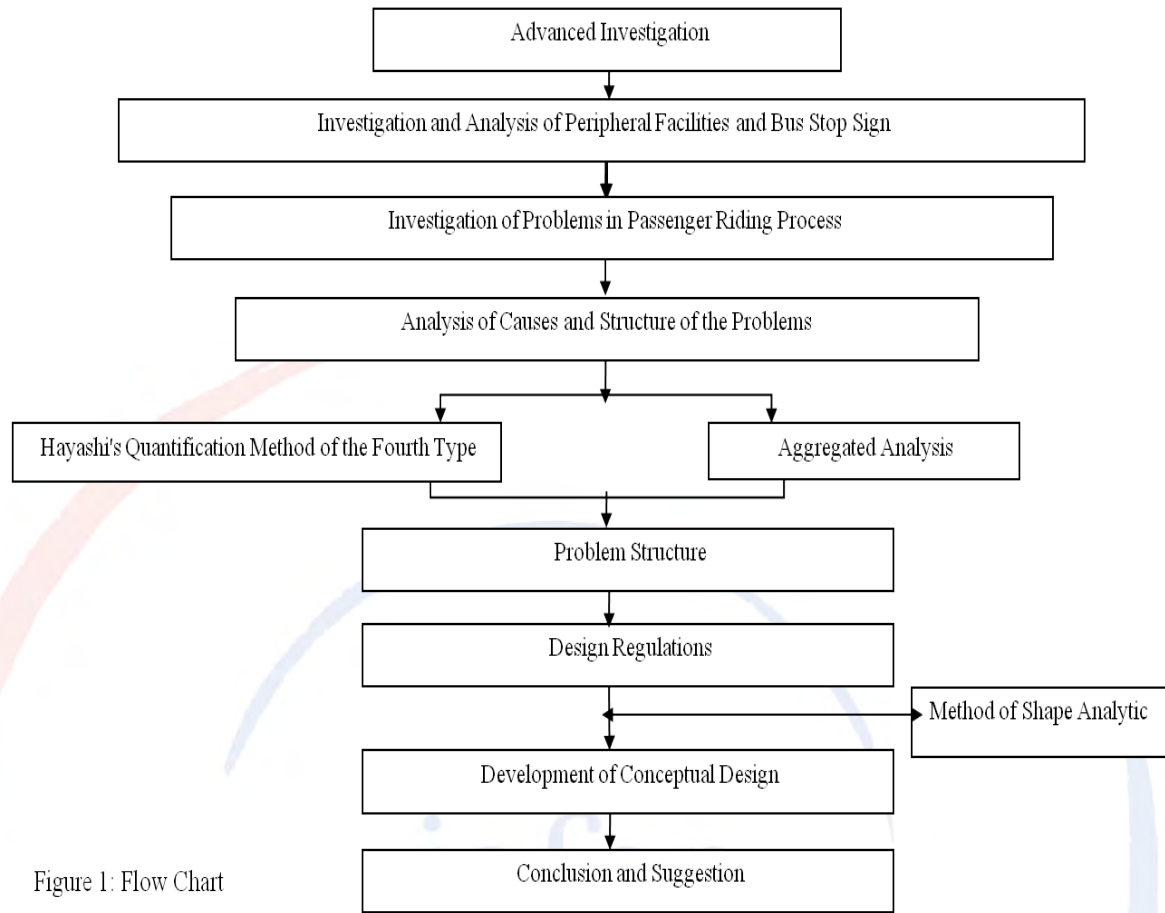 Advanced Investigation
Investigation and Analysis of Peripheral Facilities and Bus Stop Sign
Investigation of Problems in Passenger Riding Process
Analysis of Causes and Structure of the Problems
Hayashi's Quantification Method of the Fourth Type
Aggregated Analysis
Problem Structure
Design Regulations
Method of Shape Analytic
Development of Conceptual Design
Conclusion and Suggestion
Figure 1: Flow Chart